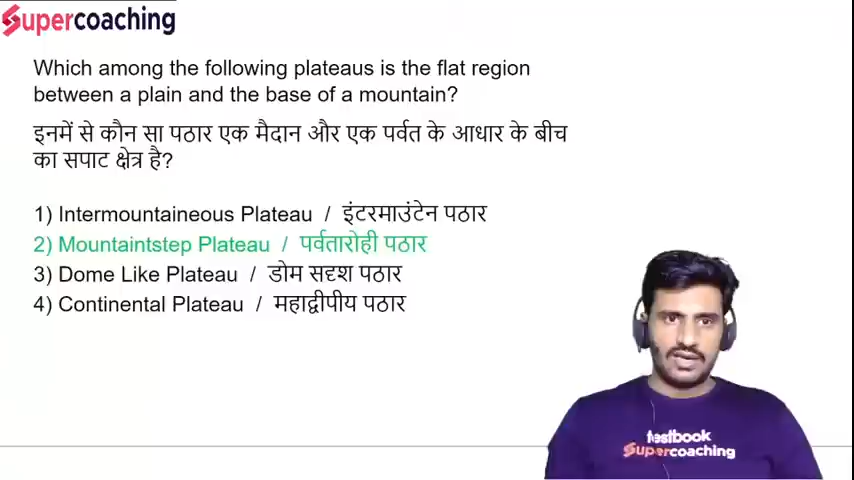 Supercoaching
Which among the following plateaus is the flat region
between a plain and the base of a mountain?
इनमें से कौन सा पठार एक मैदान और एक पर्वत के आधार के बीच
का सपाट क्षेत्र है?
1) Intermountaineous Plateau / इंटरमाउंटेन पठार
2) Mountaintstep Plateau / पर्वतारोही पठार
3) Dome Like Plateau / डोम सदृश पठार
4) Continental Plateau / महाद्वीपीय पठार
testbook
Supercoaching